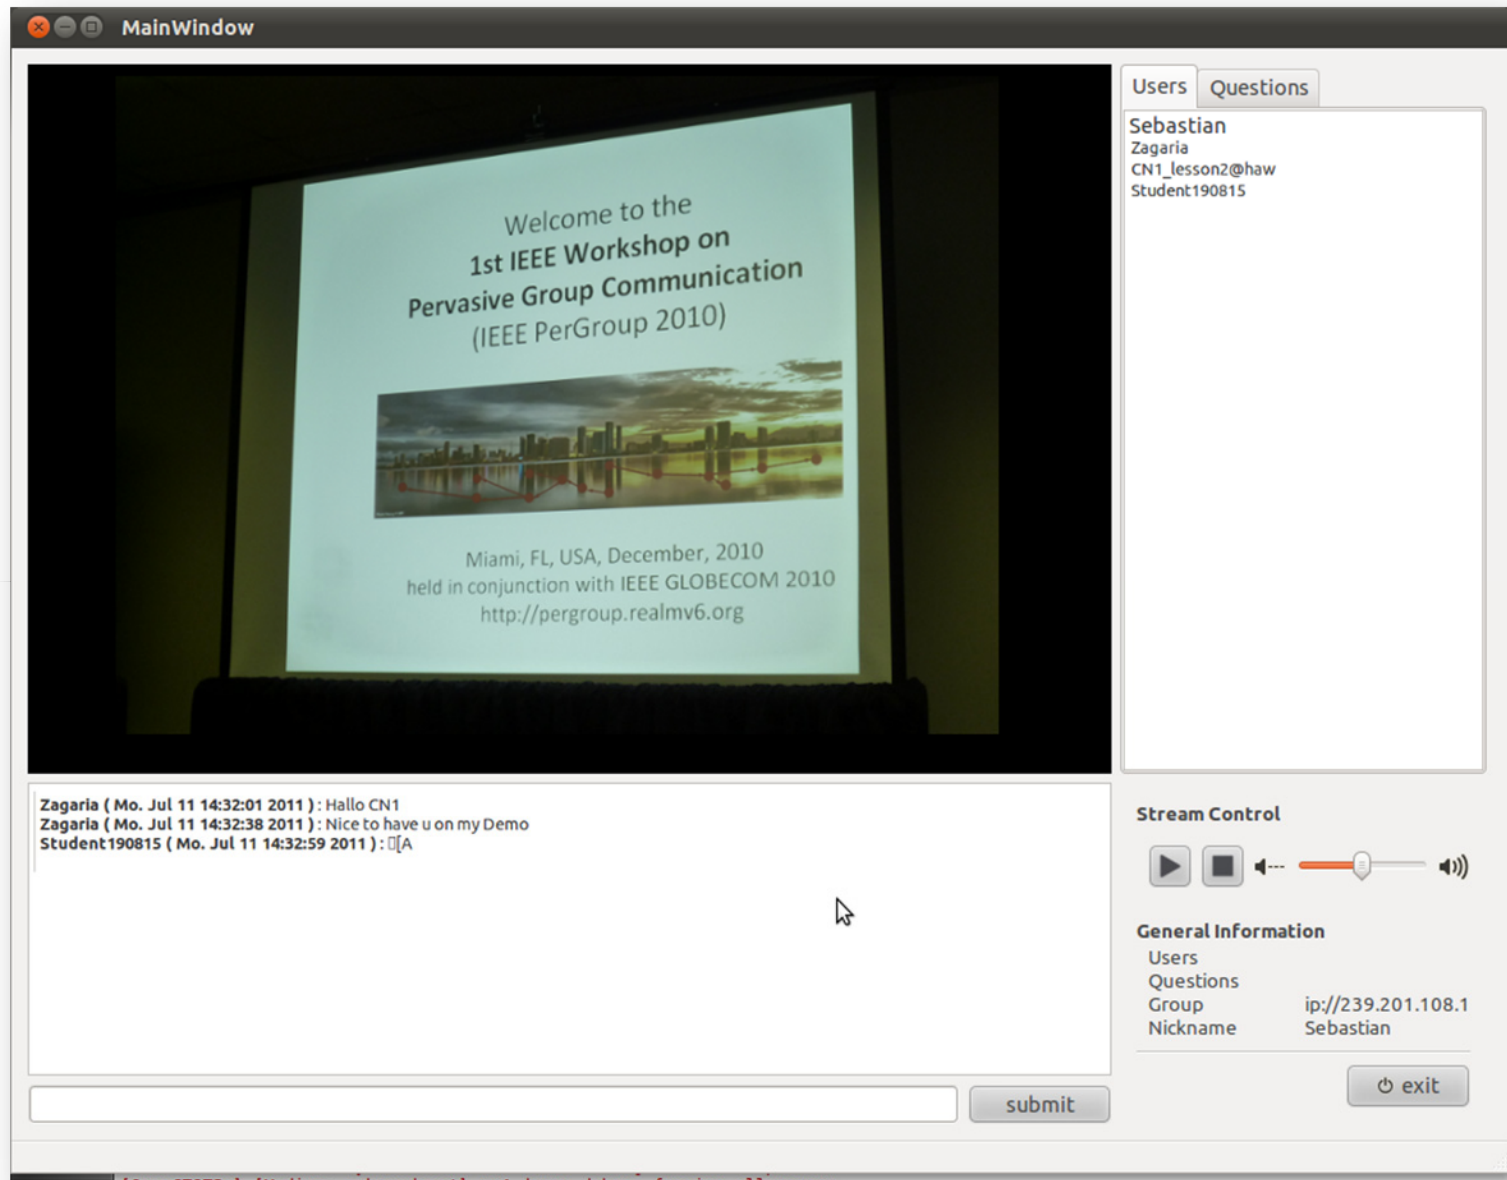 MainWindow
Welcome to the
1st IEEE Workshop on
Pervasive Group Communication
(IEEE PerGroup 2010)
Miami, FL, USA, December, 2010
held in conjunction with IEEE GLOBECOM 2010
http://pergroup.realmv6.org
Users Questions
Sebastian
Zagaria
CN1_lesson2@haw
Student190815
Zagaria ( Mo. Jul 11 14:32:01 2011 ) : Hallo CN1
Zagaria ( Mo. Jul 11 14:32:38 2011 ) : Nice to have u on my Demo
Student190815 ( Mo. Jul 11 14:32:59 2011 ) : [A
submit
Stream Control
General Information
Users
Questions
Group ip://239.201.108.1
Nickname Sebastian
exit